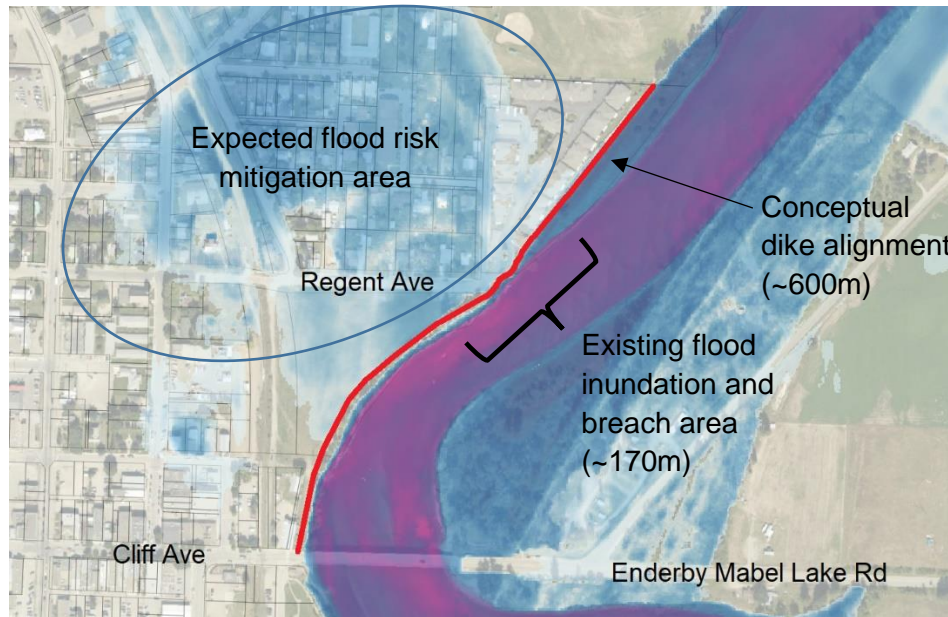 Expected flood risk
mitigation area
Conceptual
dike alignment
(~600m)
Regent Ave
Existing flood
inundation and
breach area
(~170m)
Cliff Ave
Enderby Mabel Lake Rd